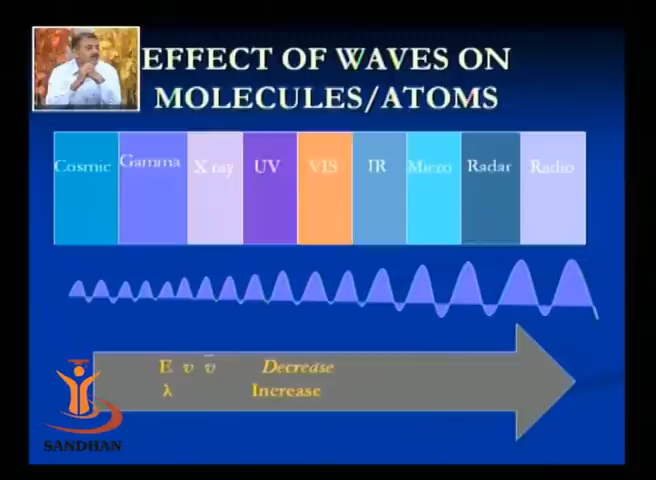 EFFECT OF WAVES ON
MOLECULES/ATOMS
Cosmic Gamma X ray UV VIS IR Micro Radar Radio
E υ ῡ Decrease
λ Increase
SANDHAN